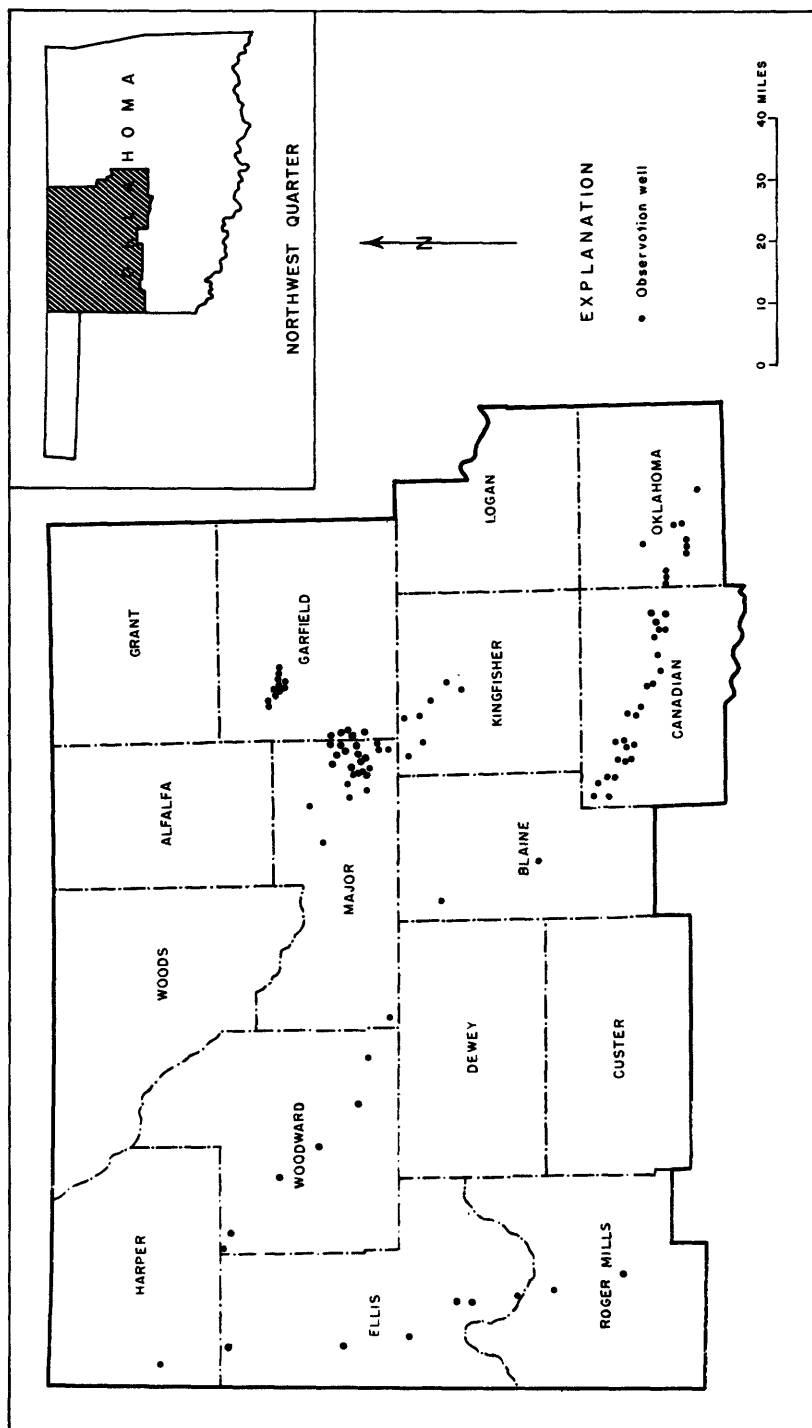 O K L A H O M A
NORTHWEST QUARTER
N
EXPLANATION
Observation well
0 10 20 30 40 MILES
HARPER
WOODS
ALFALFA
GRANT
WOODWARD
MAJOR
GARFIELD
ELLIS
DEWEY
BLAINE
KINGFISHER
LOGAN
ROGER MILLS
CUSTER
CANADIAN
OKLAHOMA